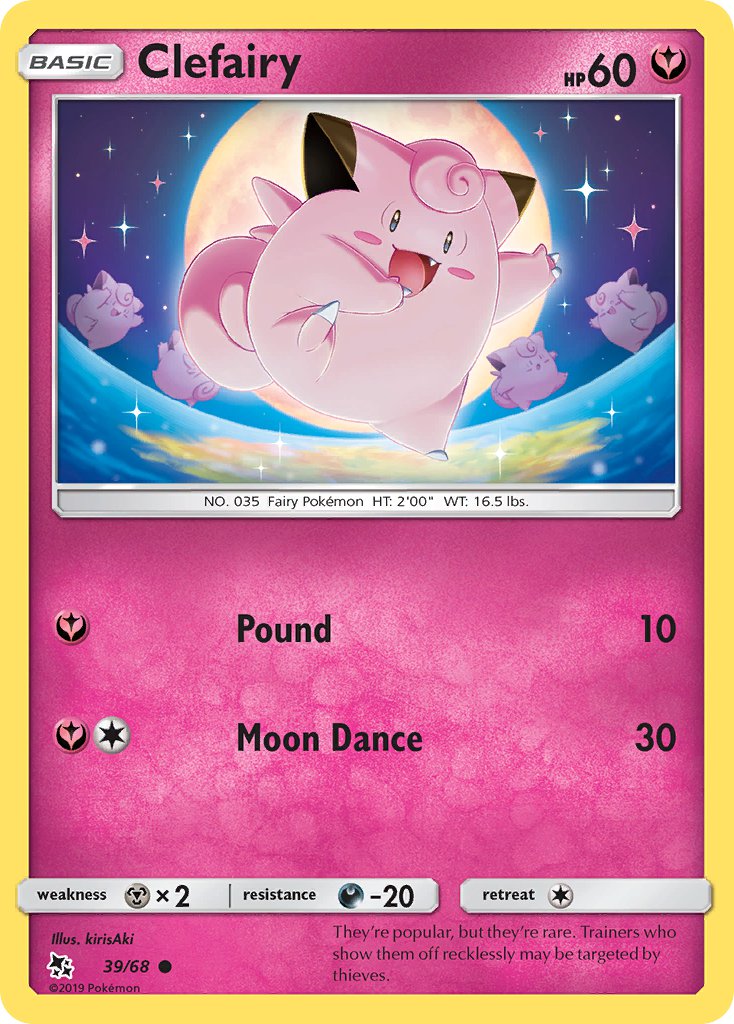 BASIC Clefairy HP60
NO. 035 Fairy Pokémon HT: 2'00" WT: 16.5 lbs.
Pound 10
Moon Dance 30
weakness ×2 resistance -20 retreat
Illus. kirisAki
39/68
©2019 Pokémon
They're popular, but they're rare. Trainers who
show them off recklessly may be targeted by
thieves.